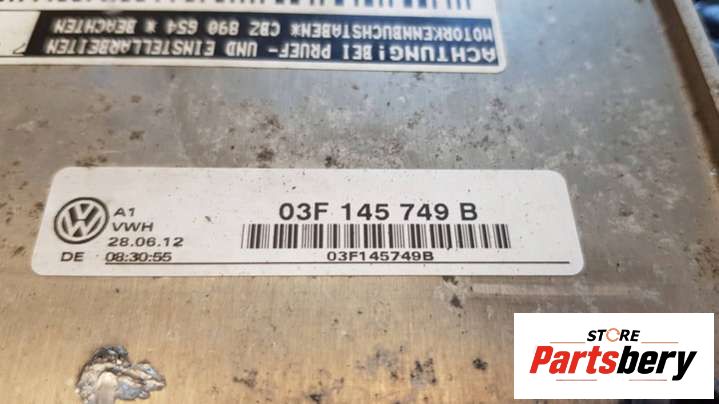 ACHTUNG! BEI PRUEF- UND EINSTELLARBEITEN
MOTORKENNBUCHSTABEN* CBZ 890 654 * BEACHTEN
A1
VWH
28.06.12
DE 08:30:55
03F 145 749 B
03F145749B
STORE
Partsbery